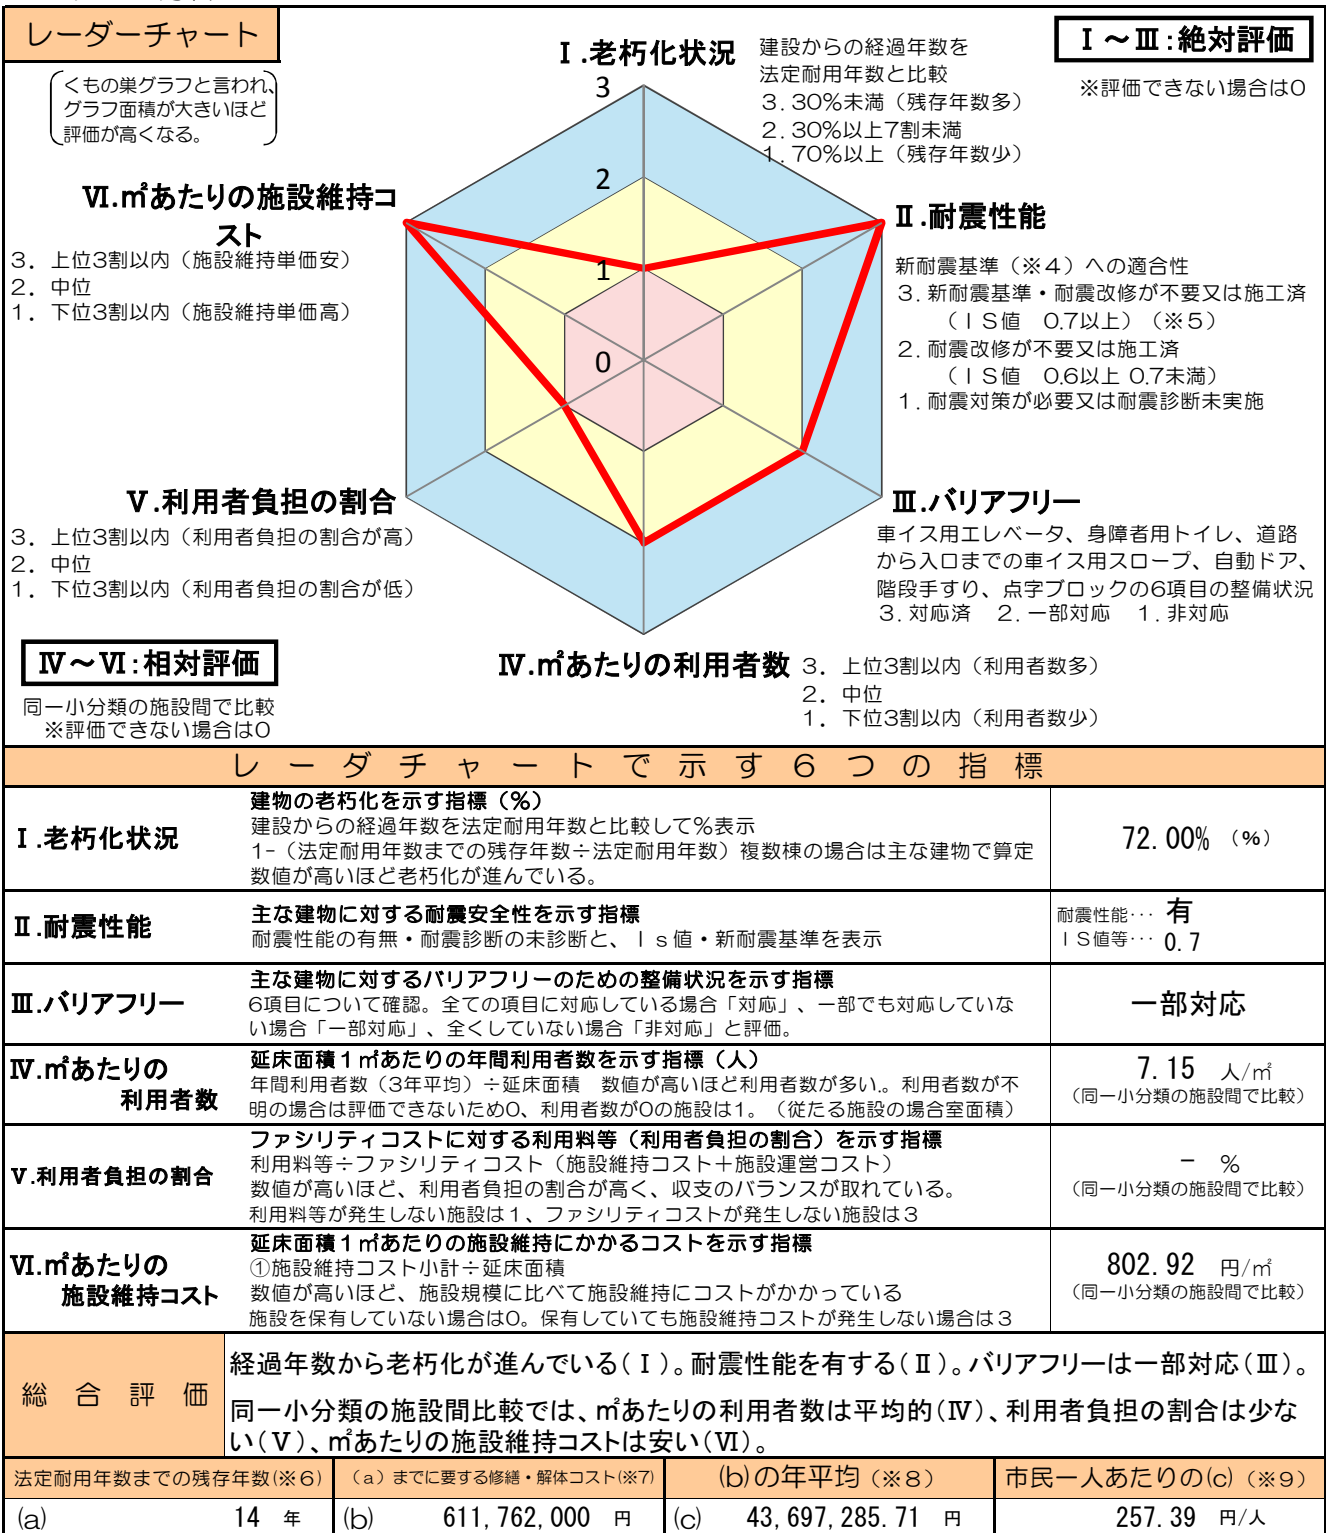 レーダーチャート
くもの巣グラフと言われ、
グラフ面積が大きいほど
評価が高くなる。
Ⅰ～Ⅲ：絶対評価
※評価できない場合は0
Ⅰ.老朽化状況
建設からの経過年数を
法定耐用年数と比較
3．30%未満（残存年数多）
2．30%以上7割未満
1．70%以上（残存年数少）
3
2
1
0
Ⅱ.耐震性能
新耐震基準（※4）への適合性
3．新耐震基準・耐震改修が不要又は施工済
（ＩＳ値　0.7以上）（※5）
2．耐震改修が不要又は施工済
（ＩＳ値　0.6以上 0.7未満）
1．耐震対策が必要又は耐震診断未実施
Ⅲ.バリアフリー
車イス用エレベータ、身障者用トイレ、道路
から入口までの車イス用スロープ、自動ドア、
階段手すり、点字ブロックの6項目の整備状況
3．対応済　2．一部対応　1．非対応
Ⅳ.㎡あたりの利用者数
3．上位3割以内（利用者数多）
2．中位
1．下位3割以内（利用者数少）
Ⅴ.利用者負担の割合
3．上位3割以内（利用者負担の割合が高）
2．中位
1．下位3割以内（利用者負担の割合が低）
Ⅵ.㎡あたりの施設維持コ
スト
3．上位3割以内（施設維持単価安）
2．中位
1．下位3割以内（施設維持単価高）
Ⅳ～Ⅵ：相対評価
同一小分類の施設間で比較
※評価できない場合は0
レーダチャートで示す６つの指標
Ⅰ.老朽化状況
建物の老朽化を示す指標（%）
建設からの経過年数を法定耐用年数と比較して%表示
1-（法定耐用年数までの残存年数÷法定耐用年数）複数棟の場合は主な建物で算定
数値が高いほど老朽化が進んでいる。
72.00%（%）
Ⅱ.耐震性能
主な建物に対する耐震安全性を示す指標
耐震性能の有無・耐震診断の未診断と、Ｉｓ値・新耐震基準を表示
耐震性能… 有
ＩＳ値等… 0.7
Ⅲ.バリアフリー
主な建物に対するバリアフリーのための整備状況を示す指標
6項目について確認。全ての項目に対応している場合「対応」、一部でも対応していな
い場合「一部対応」、全くしていない場合「非対応」と評価。
一部対応
Ⅳ.㎡あたりの
利用者数
延床面積１㎡あたりの年間利用者数を示す指標（人）
年間利用者数（3年平均）÷延床面積　数値が高いほど利用者数が多い。利用者数が不
明の場合は評価できないため0、利用者数が0の施設は1。（従たる施設の場合室面積）
7.15 人/㎡
（同一小分類の施設間で比較）
Ⅴ.利用者負担の割合
ファシリティコストに対する利用料等（利用者負担の割合）を示す指標
利用料等÷ファシリティコスト（施設維持コスト＋施設運営コスト）
数値が高いほど、利用者負担の割合が高く、収支のバランスが取れている。
利用料等が発生しない施設は１、ファシリティコストが発生しない施設は３
－ %
（同一小分類の施設間で比較）
Ⅵ.㎡あたりの
施設維持コスト
延床面積１㎡あたりの施設維持にかかるコストを示す指標
①施設維持コスト小計÷延床面積
数値が高いほど、施設規模に比べて施設維持にコストがかかっている
施設を保有していない場合は0。保有していても施設維持コストが発生しない場合は３
802.92 円/㎡
（同一小分類の施設間で比較）
総合評価
経過年数から老朽化が進んでいる(Ⅰ)。耐震性能を有する(Ⅱ)。バリアフリーは一部対応(Ⅲ)。
同一小分類の施設間比較では、㎡あたりの利用者数は平均的(Ⅳ)、利用者負担の割合は少な
い(Ⅴ)、㎡あたりの施設維持コストは安い(Ⅵ)。
法定耐用年数までの残存年数(※6)
（a）までに要する修繕・解体コスト(※7)
(b)の年平均（※8）
市民一人あたりの(c)（※9）
(a) 14 年
(b) 611,762,000 円
(c) 43,697,285.71 円
257.39 円/人